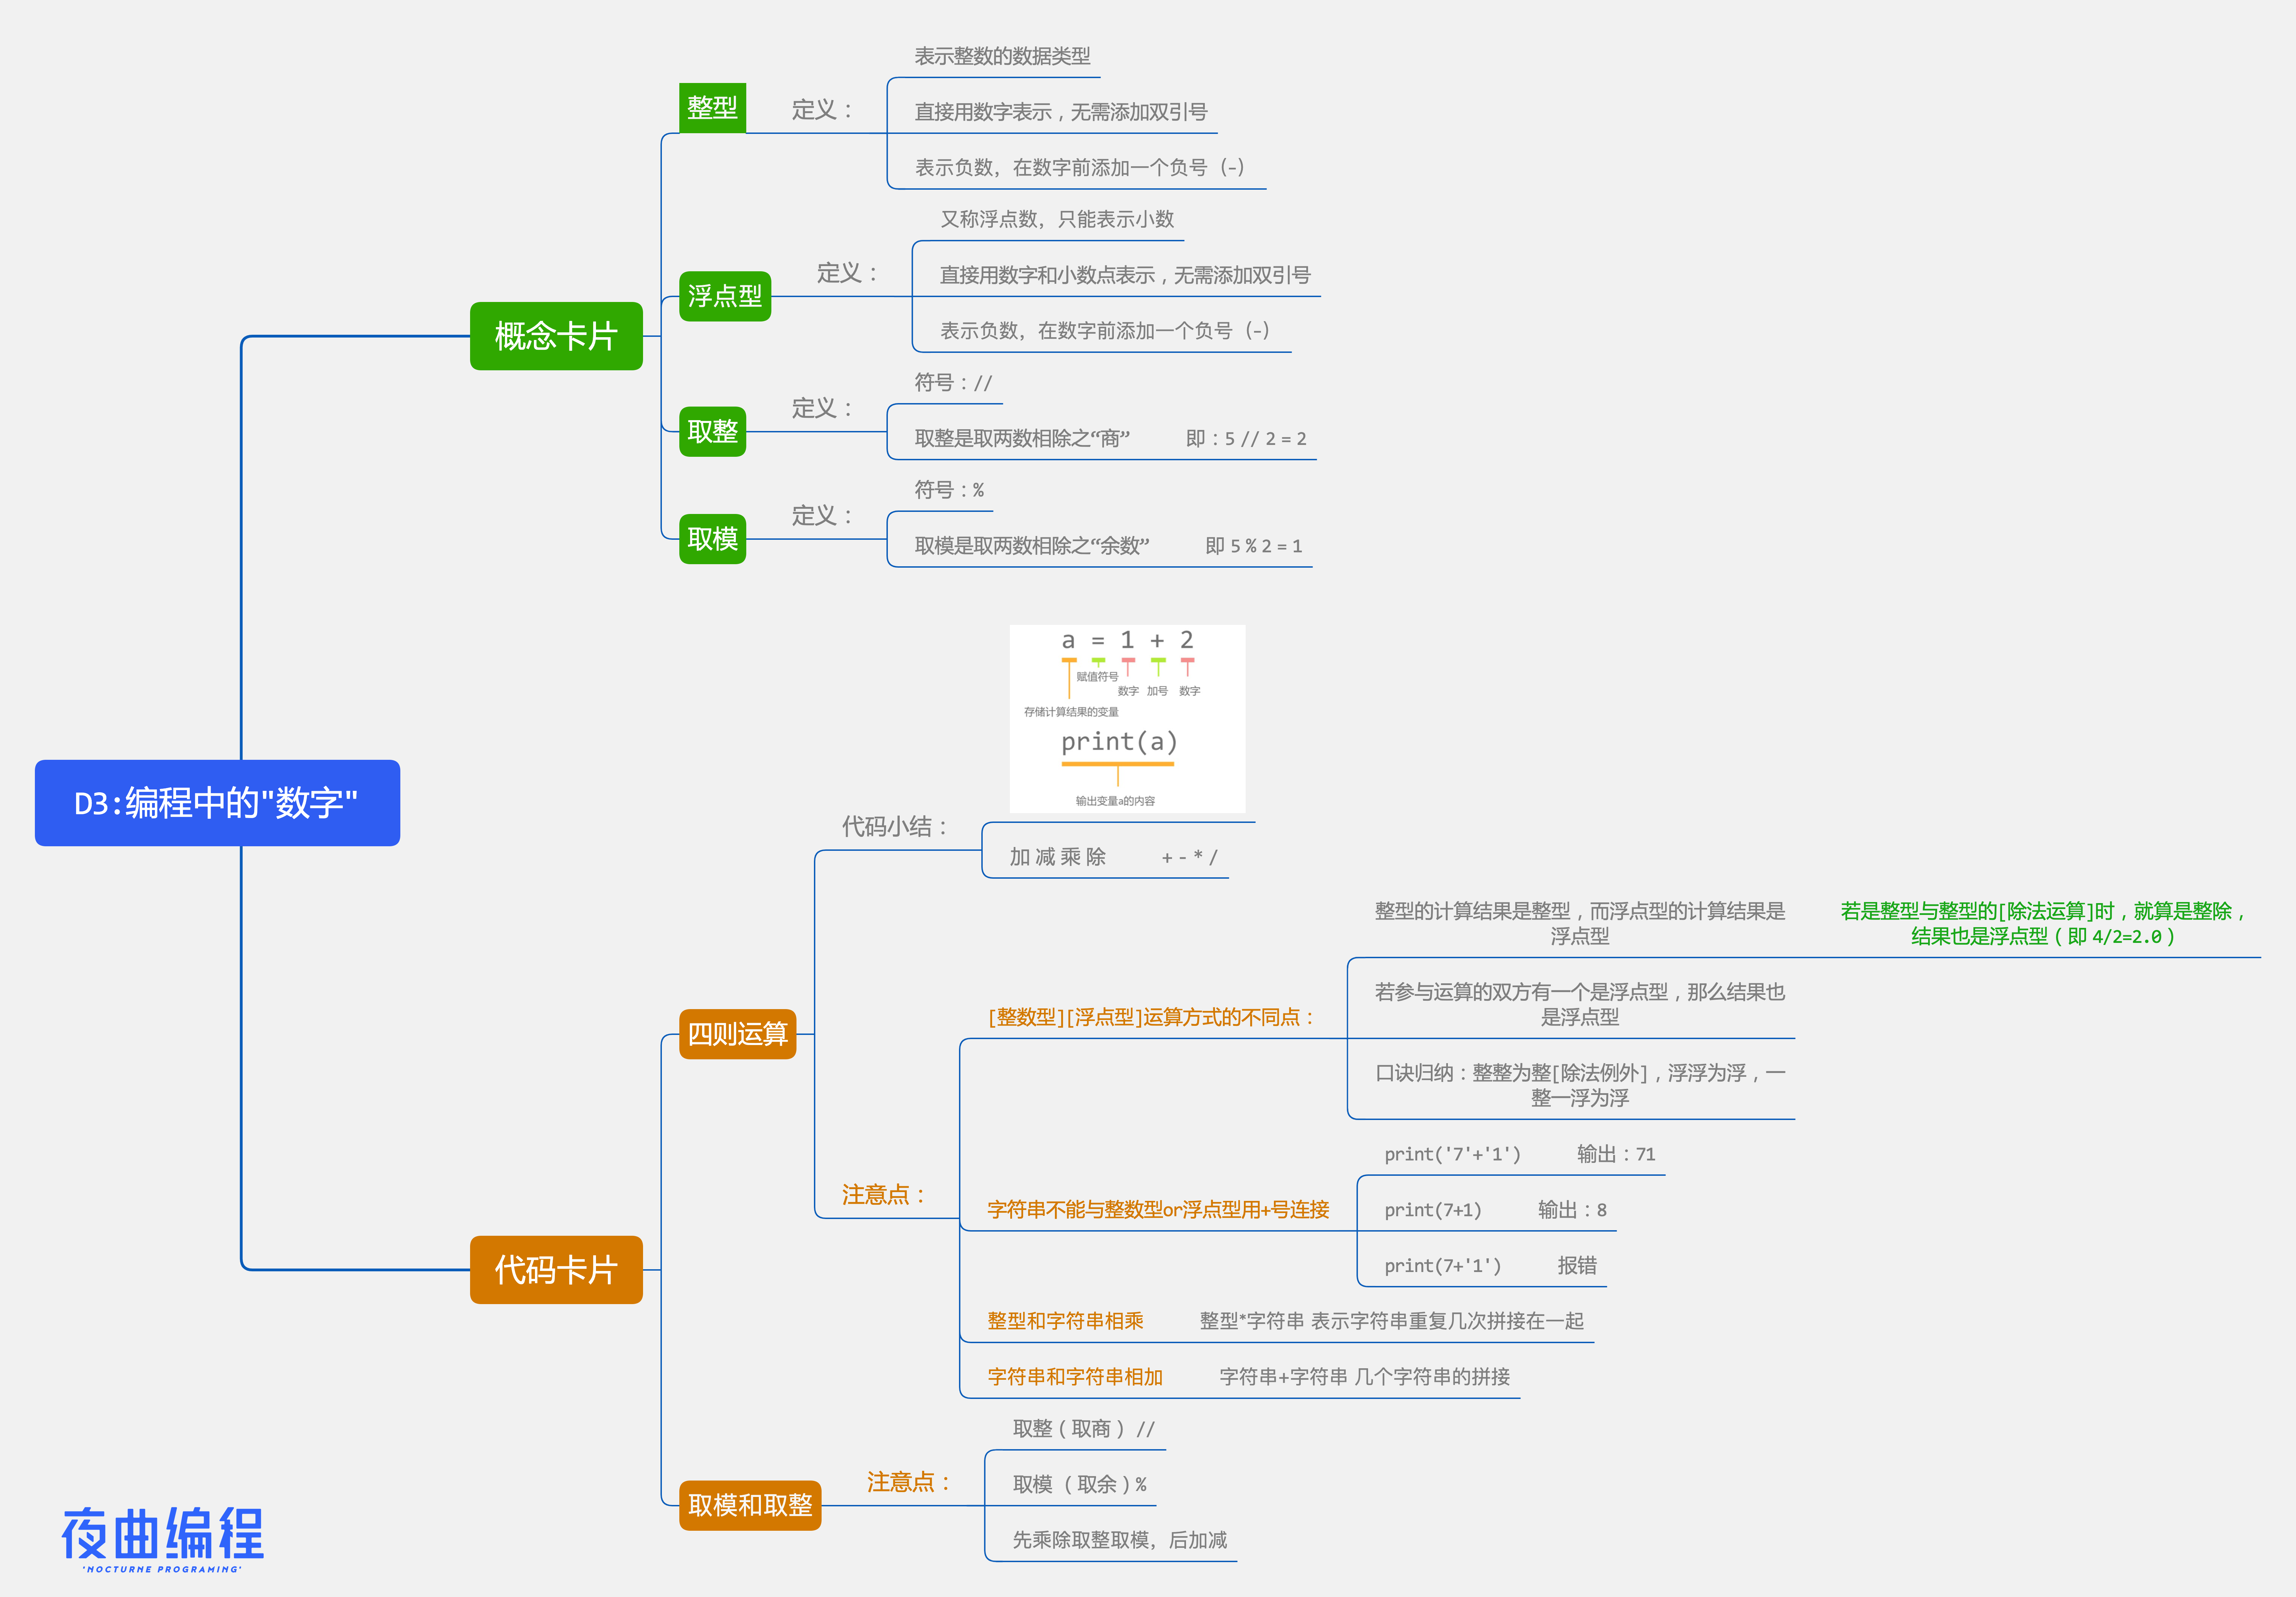 表示整数的数据类型
整型
定义：
直接用数字表示，无需添加双引号
表示负数，在数字前添加一个负号（-）
又称浮点数，只能表示小数
浮点型
定义：
直接用数字和小数点表示，无需添加双引号
表示负数，在数字前添加一个负号（-）
概念卡片
符号：//
取整
定义：
取整是取两数相除之“商” 即：5 // 2 = 2
符号：%
取模
定义：
取模是取两数相除之“余数” 即 5 % 2 = 1
a = 1 + 2
赋值符号
数字 加号 数字
存储计算结果的变量
print(a)
输出变量a的内容
D3:编程中的"数字"
代码小结：
加 减 乘 除 + - * /
四则运算
整型的计算结果是整型，而浮点型的计算结果是
浮点型
若是整型与整型的[除法运算]时，就算是整除，
结果也是浮点型（即 4/2=2.0）
[整数型][浮点型]运算方式的不同点：
若参与运算的双方有一个是浮点型，那么结果也
是浮点型
口诀归纳：整整为整[除法例外]，浮浮为浮，一
整一浮为浮
注意点：
print('7'+'1') 输出：71
字符串不能与整数型or浮点型用+号连接
print(7+1) 输出：8
print(7+'1') 报错
代码卡片
整型和字符串相乘 整型*字符串 表示字符串重复几次拼接在一起
字符串和字符串相加 字符串+字符串 几个字符串的拼接
取整（取商） //
取模和取整
注意点：
取模 （取余）%
先乘除取整取模，后加减
夜曲编程
'NOCTURNE PROGRAMING'